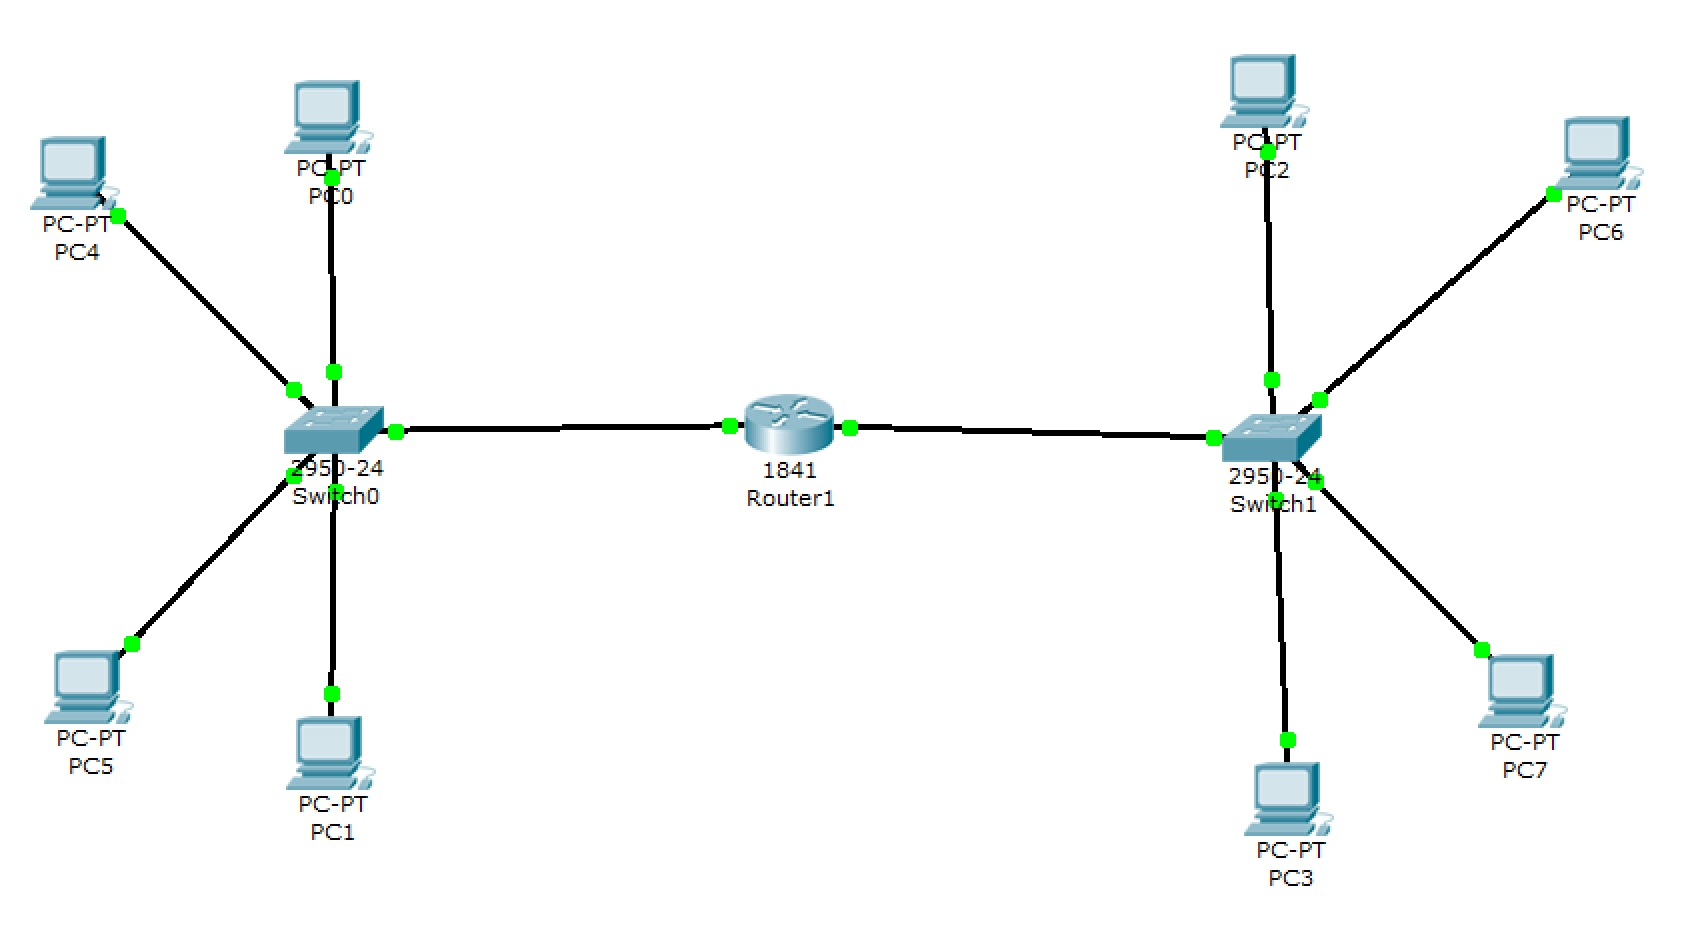 PC-PT
PC4
PC-PT
PC0
PC-PT
PC2
PC-PT
PC6
2950-24
Switch0
1841
Router1
2950-24
Switch1
PC-PT
PC5
PC-PT
PC1
PC-PT
PC7
PC-PT
PC3